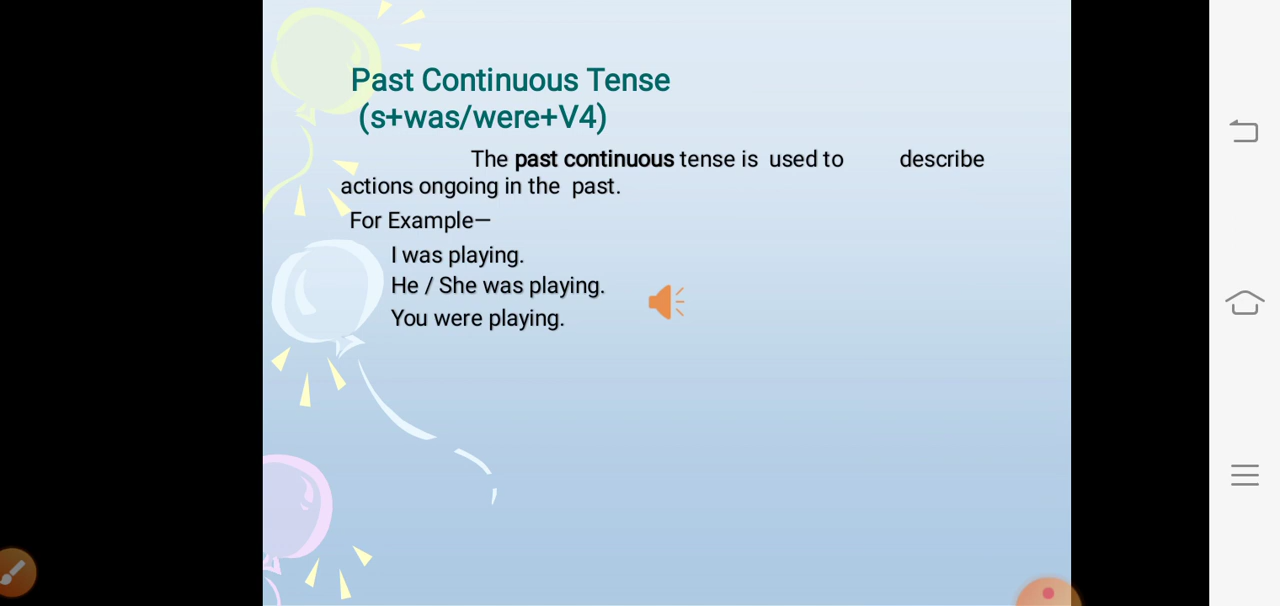 Past Continuous Tense
(s+was/were+V4)
The past continuous tense is used to describe
actions ongoing in the past.
For Example—
I was playing.
He / She was playing.
You were playing.